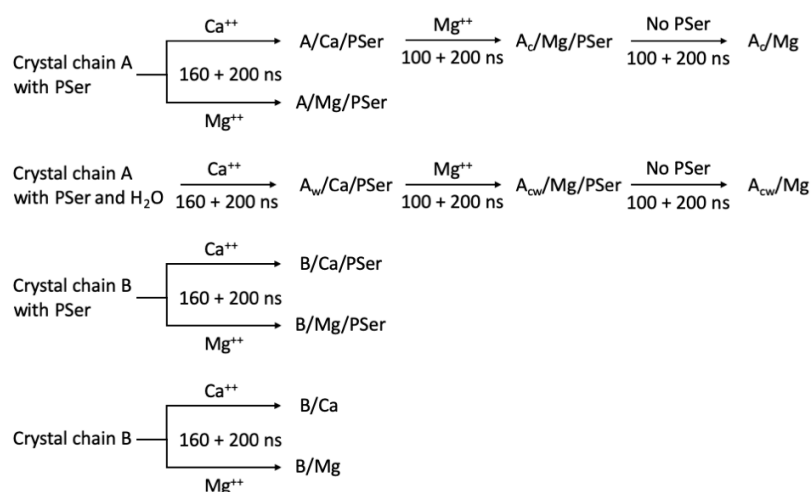 Ca⁺⁺ Mg⁺⁺ No PSer
Crystal chain A
with PSer
A/Ca/PSer A_c/Mg/PSer A_c/Mg
160 + 200 ns 100 + 200 ns 100 + 200 ns
A/Mg/PSer
Mg⁺⁺
Crystal chain A
with PSer and H₂O
Ca⁺⁺ Mg⁺⁺ No PSer
A_w/Ca/PSer A_cw/Mg/PSer A_cw/Mg
160 + 200 ns 100 + 200 ns 100 + 200 ns
Ca⁺⁺
B/Ca/PSer
Crystal chain B
with PSer
160 + 200 ns
B/Mg/PSer
Mg⁺⁺
Ca⁺⁺
B/Ca
Crystal chain B
160 + 200 ns
B/Mg
Mg⁺⁺